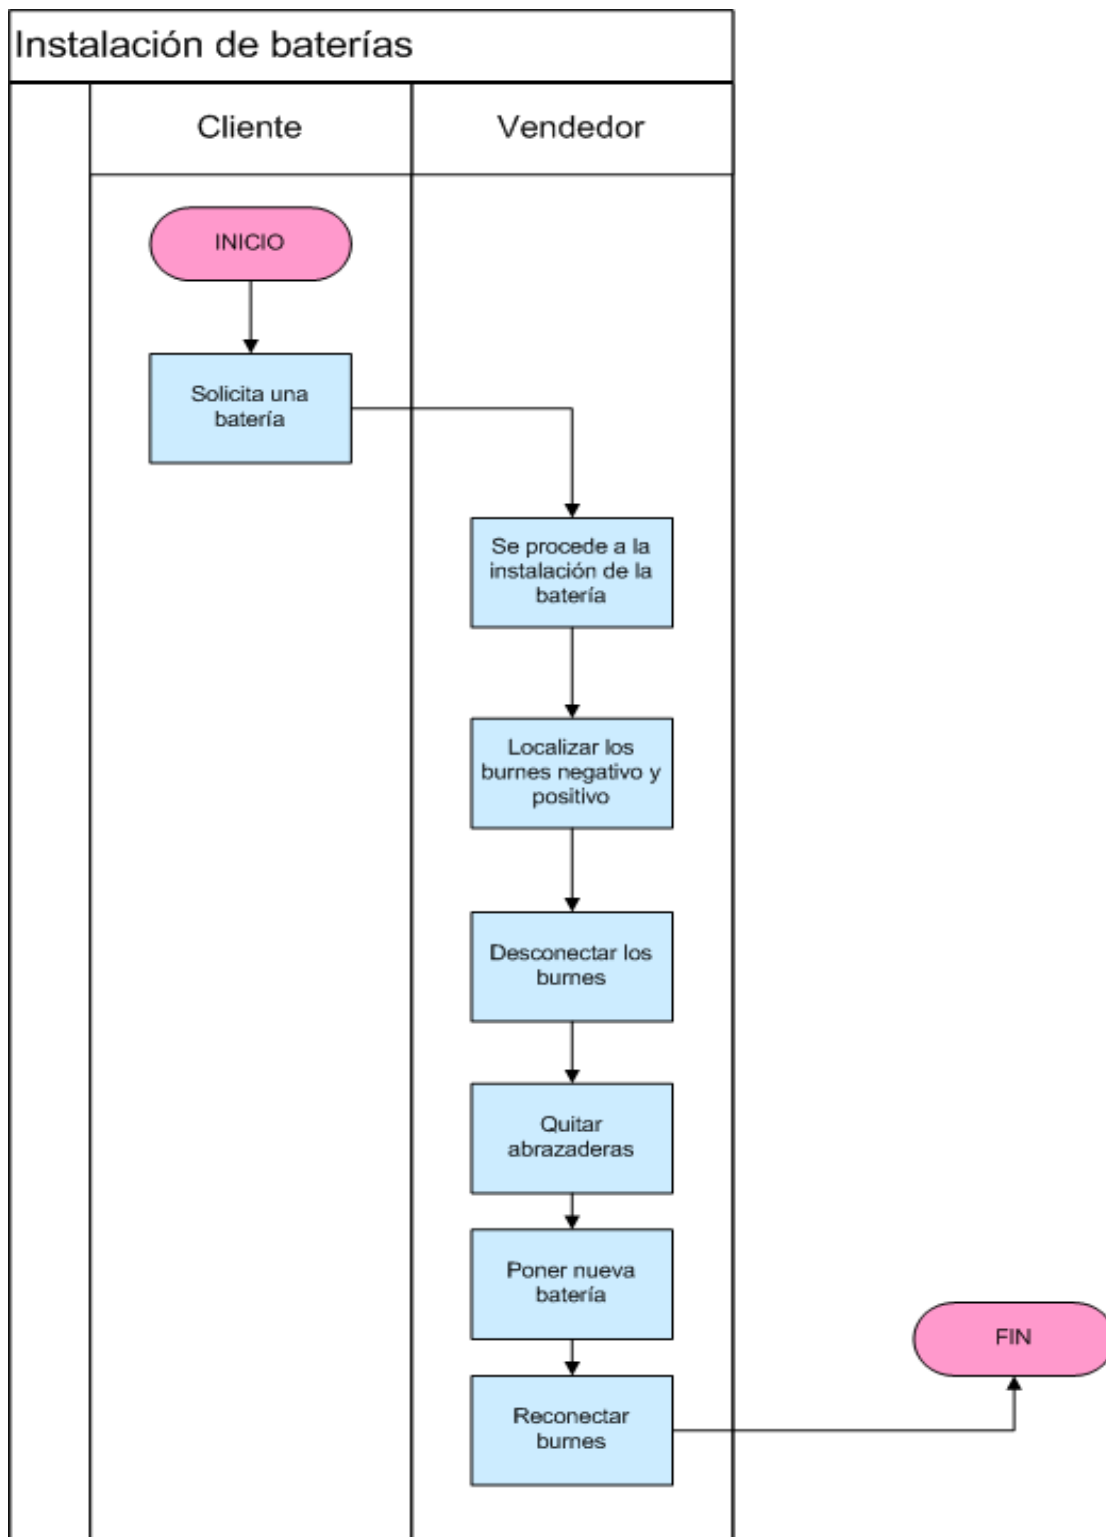 Instalación de baterías
Cliente
Vendedor
INICIO
Solicita una
batería
Se procede a la
instalación de la
batería
Localizar los
burnes negativo y
positivo
Desconectar los
burnes
Quitar
abrazaderas
Poner nueva
batería
FIN
Reconectar
burnes